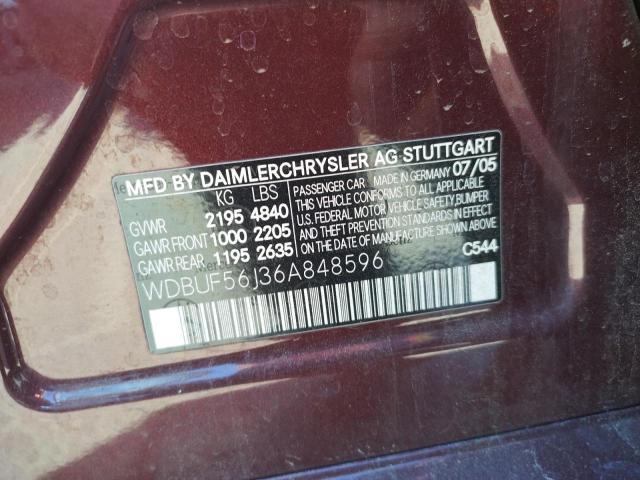 MFD BY DAIMLERCHRYSLER AG STUTTGART
KG LBS
GVWR 2195 4840
GAWR FRONT 1000 2205
GAWR REAR 1195 2635
PASSENGER CAR MADE IN GERMANY 07/05
THIS VEHICLE CONFORMS TO ALL APPLICABLE
U.S. FEDERAL MOTOR VEHICLE SAFETY, BUMPER
AND THEFT PREVENTION STANDARDS IN EFFECT
ON THE DATE OF MANUFACTURE SHOWN ABOVE
C544
WDBUF56J36A848596